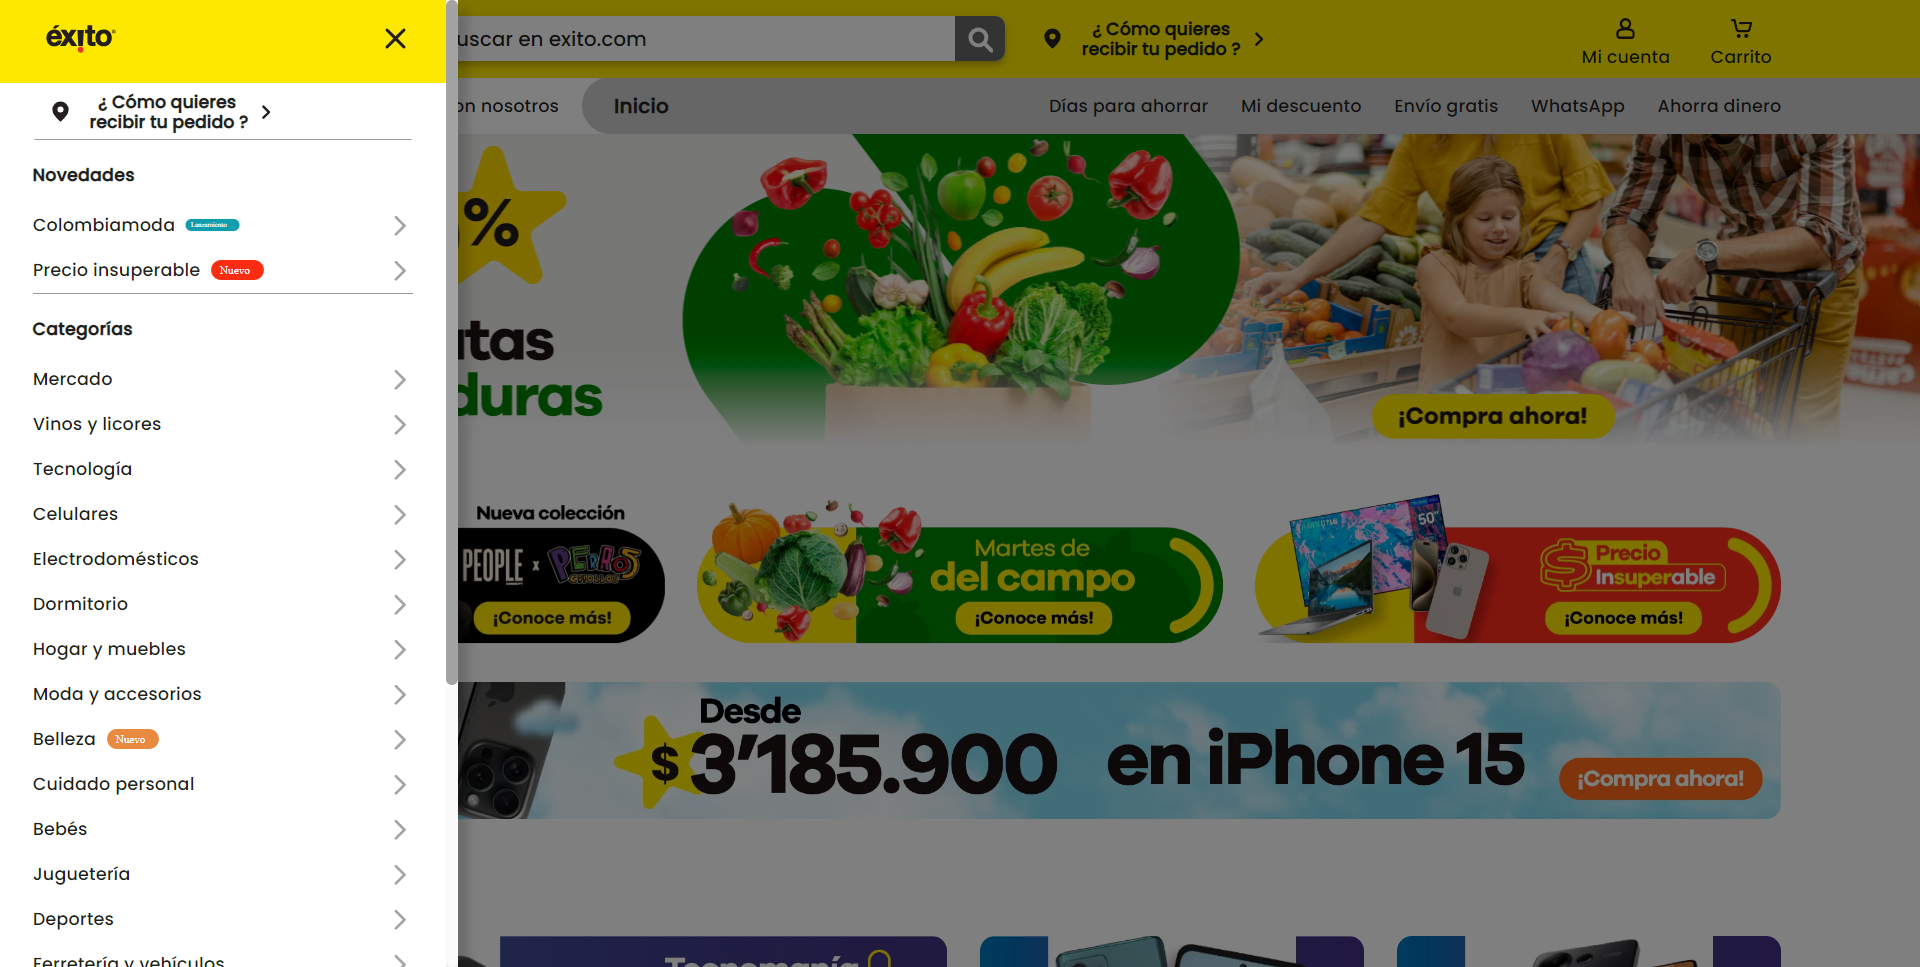 éxito
¿ Cómo quieres
recibir tu pedido ?
Novedades
Colombiamoda Lanzamiento
Precio insuperable Nuevo
Categorías
Mercado
Vinos y licores
Tecnología
Celulares
Electrodomésticos
Dormitorio
Hogar y muebles
Moda y accesorios
Belleza Nuevo
Cuidado personal
Bebés
Juguetería
Deportes
Ferretería y vehículos
uscar en exito.com
¿ Cómo quieres
recibir tu pedido ?
Mi cuenta
Carrito
on nosotros
Inicio
Días para ahorrar
Mi descuento
Envío gratis
WhatsApp
Ahorra dinero
%
tas
duras
¡Compra ahora!
Nueva colección
PEOPLE x PERROS
CRIOLLOS
¡Conoce más!
Martes de
del campo
¡Conoce más!
50"
Precio
Insuperable
¡Conoce más!
Desde
$ 3'185.900 en iPhone 15
¡Compra ahora!
Tecnomanía